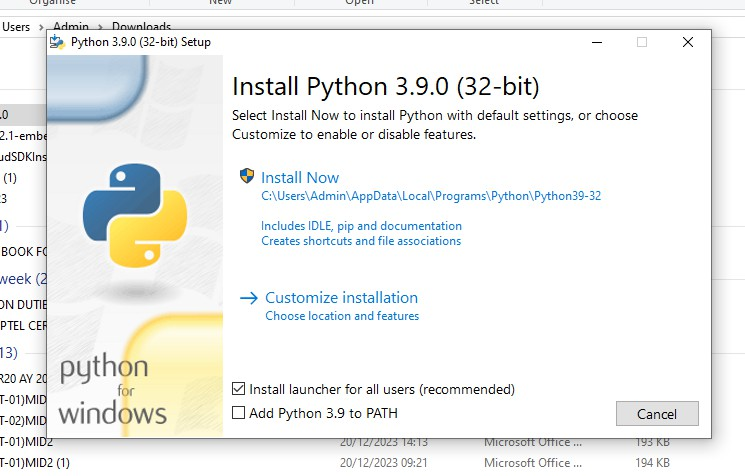 Organise New Open Select
Users Admin Downloads
Python 3.9.0 (32-bit) Setup
Install Python 3.9.0 (32-bit)
Select Install Now to install Python with default settings, or choose
Customize to enable or disable features.
.0
2.1-embe
udSDKIns
(1)
23
1)
BOOK FO
week (2
ON DUTIE
PTEL CER
13)
R20 AY 20
T-01)MID2
T-02)MID2
T-01)MID2
T-01)MID2 (1)
Install Now
C:\Users\Admin\AppData\Local\Programs\Python\Python39-32
Includes IDLE, pip and documentation
Creates shortcuts and file associations
Customize installation
Choose location and features
python
for
windows
Install launcher for all users (recommended)
Add Python 3.9 to PATH
Cancel
20/12/2023 14:13 Microsoft Office ... 193 KB
20/12/2023 09:21 Microsoft Office ... 194 KB